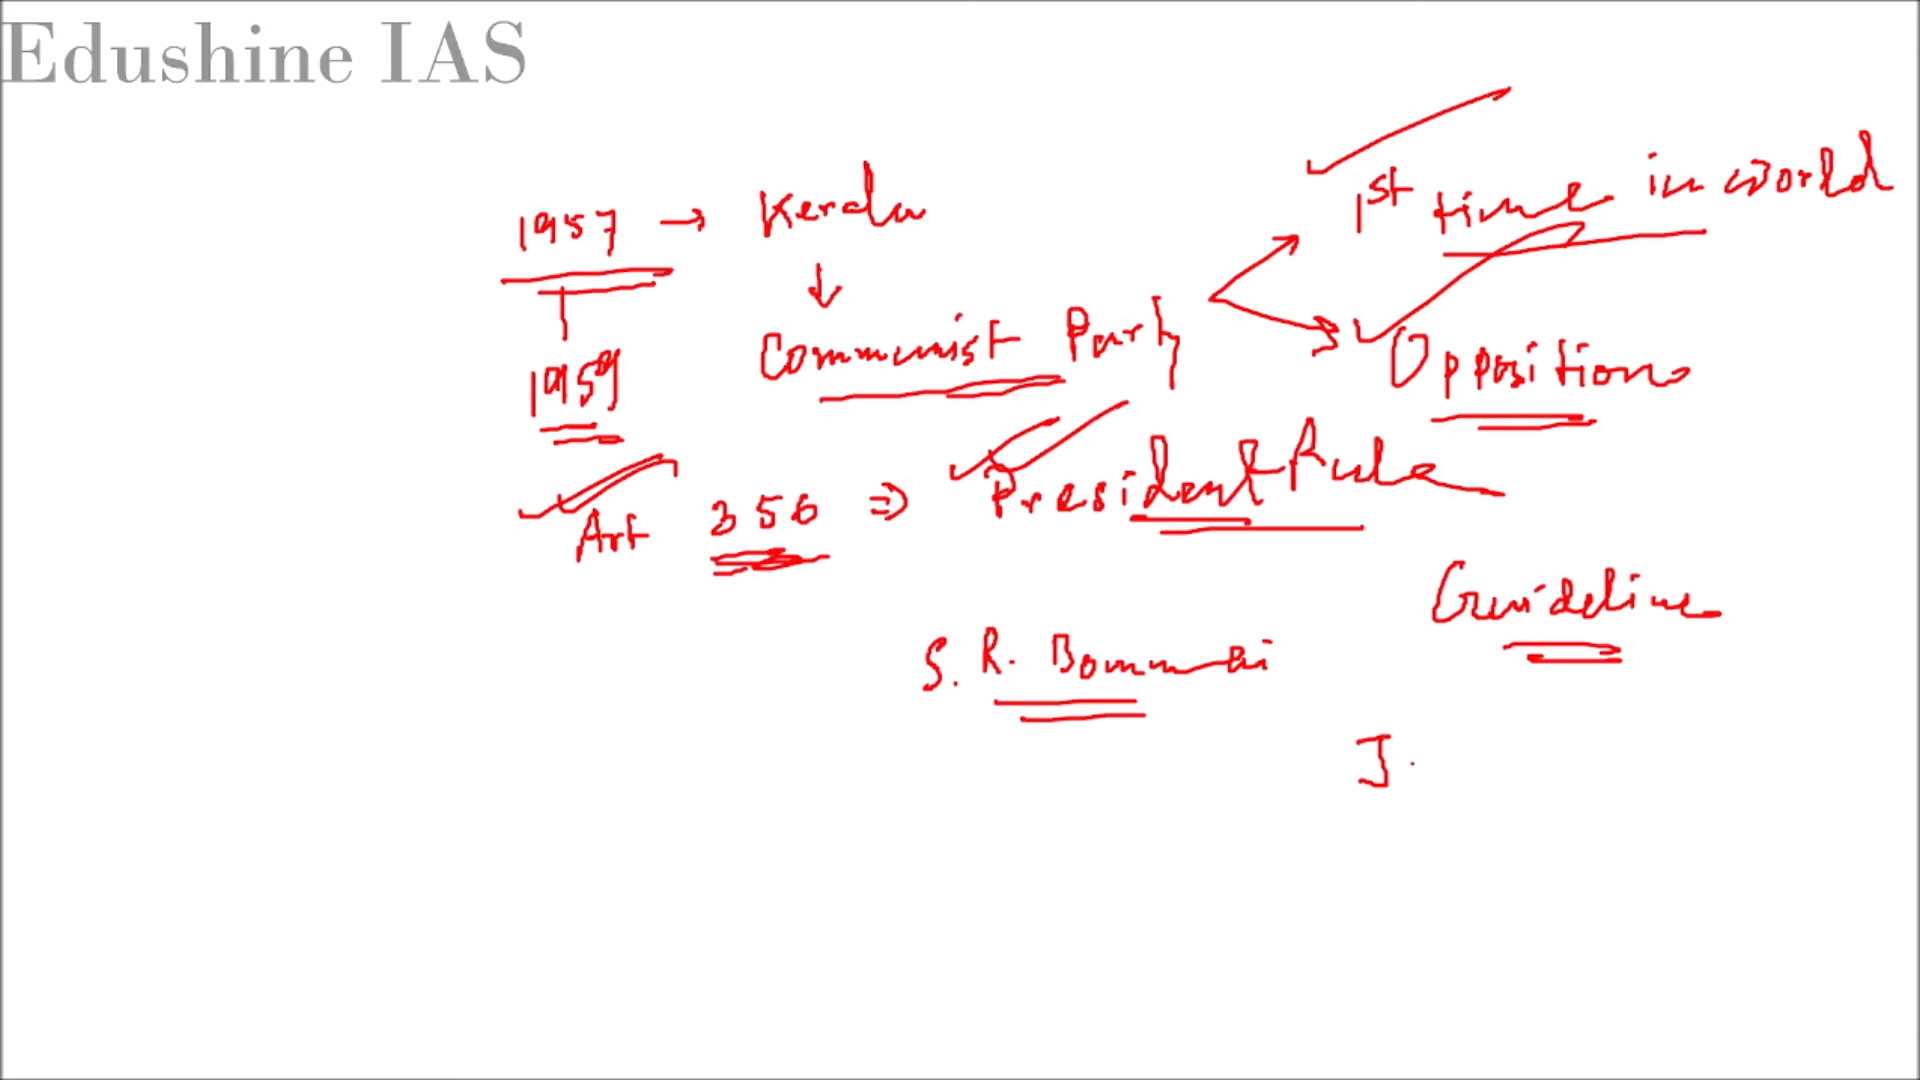 Edushine IAS
1957 → Kerala
1st time in world
Communist Party
Opposition
1959
Art 356 ⇒ President Rule
Guideline
S. R. Bommai
J.